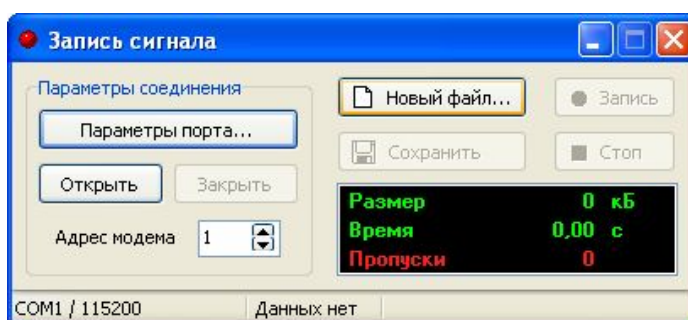 Запись сигнала
Параметры соединения
Параметры порта...
Открыть Закрыть
Адрес модема 1
Новый файл... Запись
Сохранить Стоп
Размер 0 кБ
Время 0,00 с
Пропуски 0
COM1 / 115200 Данных нет